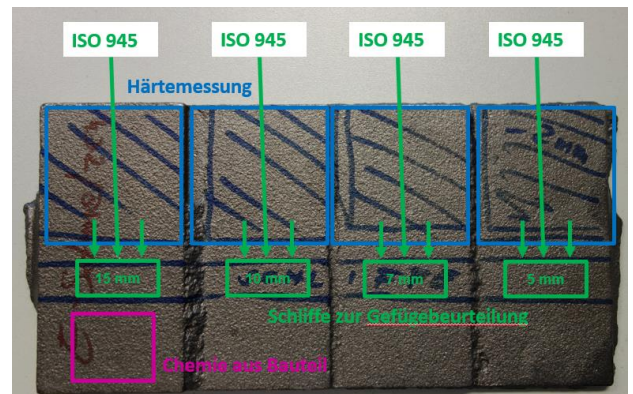 ISO 945 ISO 945 ISO 945 ISO 945
Härtemessung
15 mm 10 mm 7 mm 5 mm
Schliffe zur Gefügebeurteilung
Chemie aus Bauteil